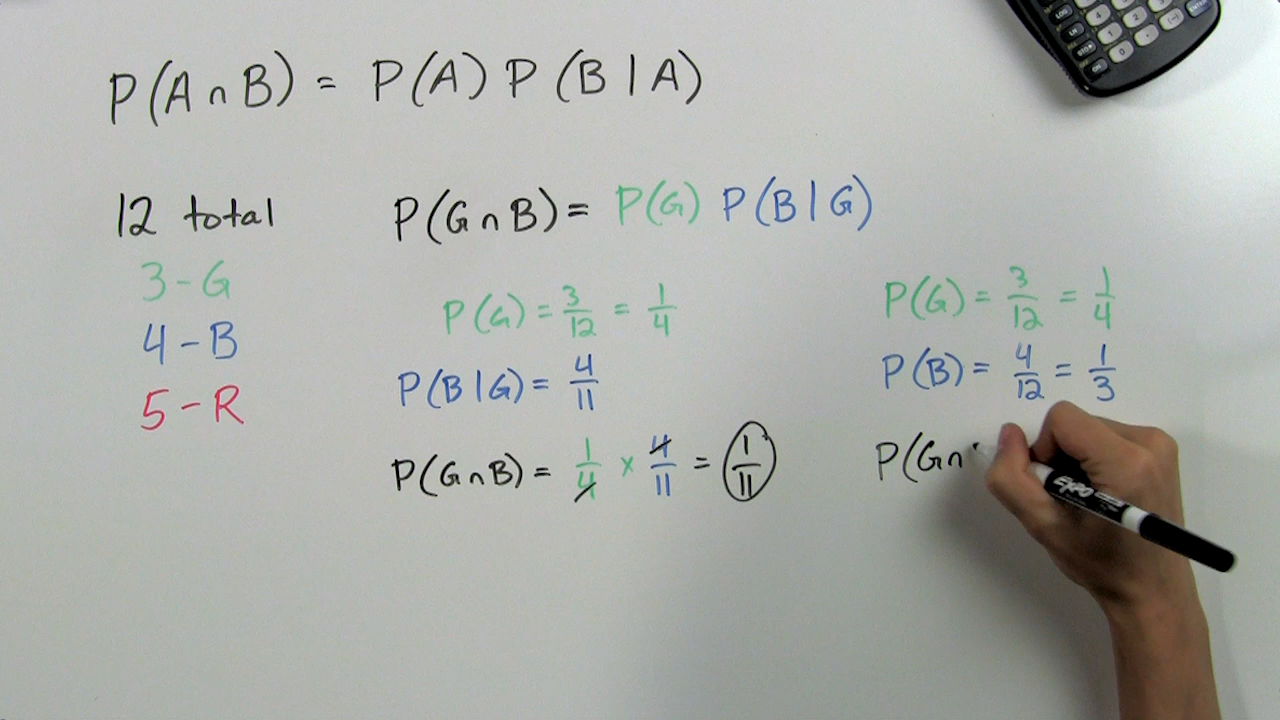 P(A∩B) = P(A) P(B|A)
12 total
3-G
4-B
5-R
P(G∩B) = P(G) P(B|G)
P(G) = 3/12 = 1/4
P(B|G) = 4/11
P(G∩B) = 1/4 × 4/11 = 1/11
P(G) = 3/12 = 1/4
P(B) = 4/12 = 1/3
P(G∩
EXPO